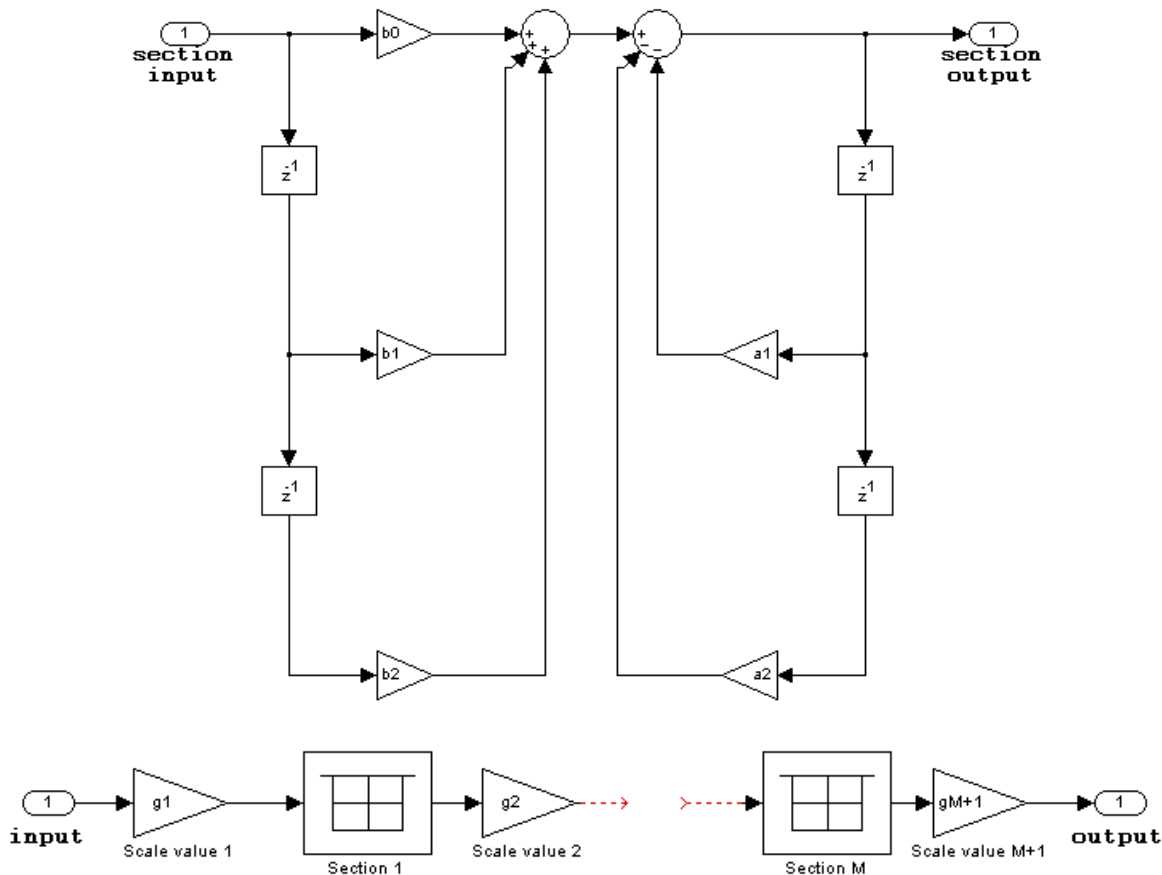 1
section
input
b0
+
+
+
+
−
−
1
section
output
z^-1
z^-1
b1
a1
z^-1
z^-1
b2
a2
1
input
g1
Scale value 1
Section 1
g2
Scale value 2
Section M
gM+1
Scale value M+1
1
output